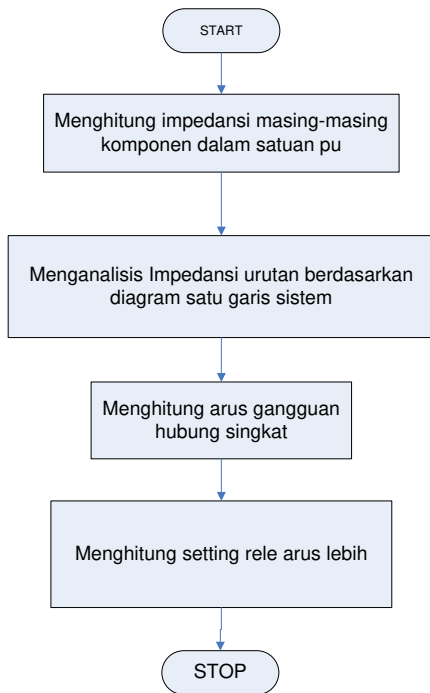 START
Menghitung impedansi masing-masing
komponen dalam satuan pu
Menganalisis Impedansi urutan berdasarkan
diagram satu garis sistem
Menghitung arus gangguan
hubung singkat
Menghitung setting rele arus lebih
STOP